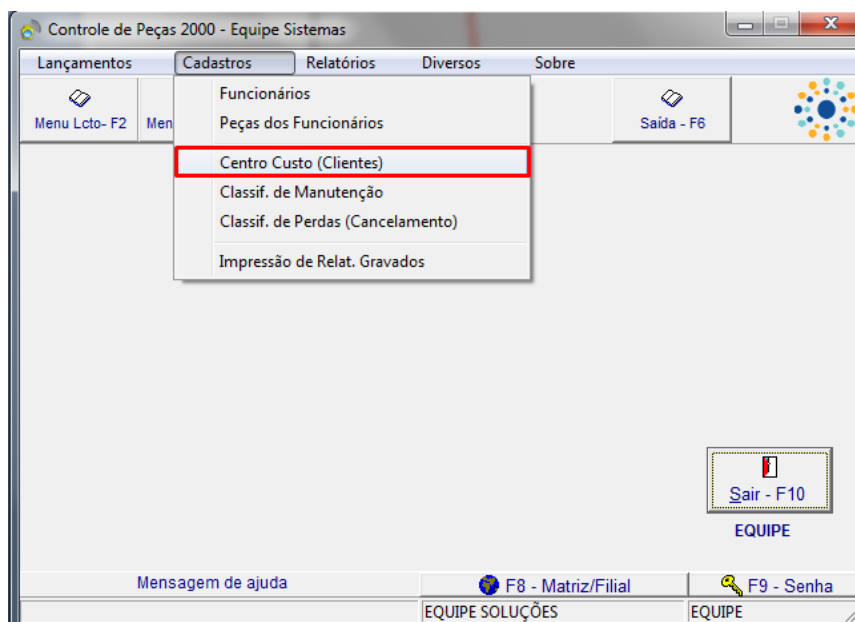 Controle de Peças 2000 - Equipe Sistemas
Lançamentos Cadastros Relatórios Diversos Sobre
Menu Lcto- F2 Men Saída - F6
Funcionários
Peças dos Funcionários
Centro Custo (Clientes)
Classif. de Manutenção
Classif. de Perdas (Cancelamento)
Impressão de Relat. Gravados
Sair - F10
EQUIPE
Mensagem de ajuda F8 - Matriz/Filial F9 - Senha
EQUIPE SOLUÇÕES EQUIPE